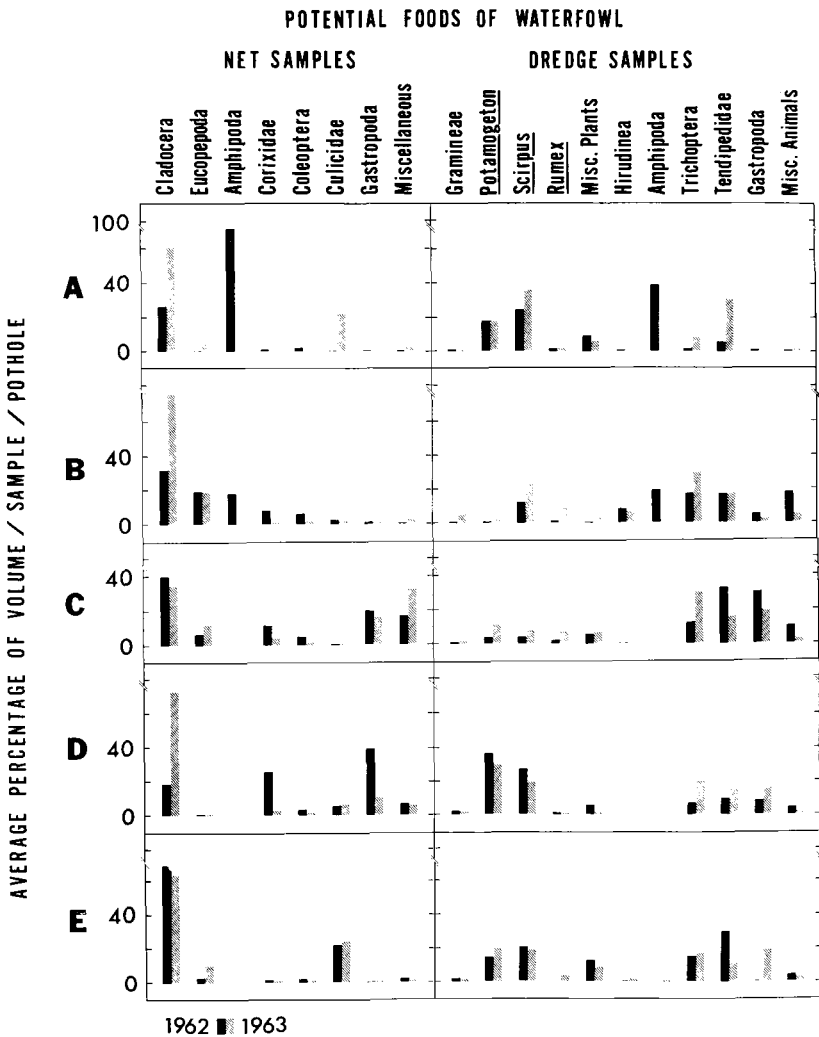 POTENTIAL FOODS OF WATERFOWL
NET SAMPLES
DREDGE SAMPLES
Cladocera
Eucopepoda
Amphipoda
Corixidae
Coleoptera
Culicidae
Gastropoda
Miscellaneous
Gramineae
Potamogeton
Scirpus
Rumex
Misc. Plants
Hirudinea
Amphipoda
Trichoptera
Tendipedidae
Gastropoda
Misc. Animals
AVERAGE PERCENTAGE OF VOLUME / SAMPLE / POTHOLE
100
A
40
0
B
40
0
C
40
0
D
40
0
E
40
0
1962 1963